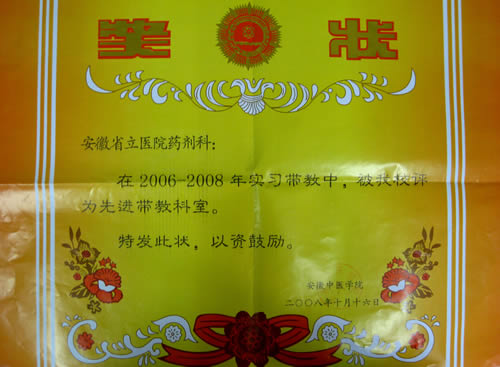 奖状
安徽省立医院药剂科：
在2006-2008年实习带教中，被我校评
为先进带教科室。
特发此状，以资鼓励。
安徽中医学院
二〇〇八年十月十六日